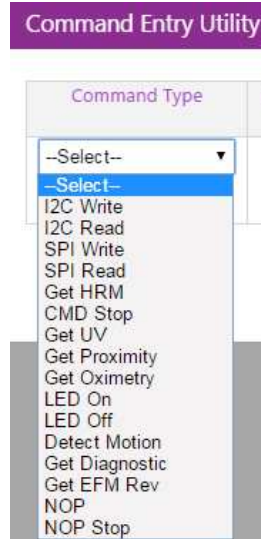 Command Entry Utility
Command Type
--Select--
--Select--
I2C Write
I2C Read
SPI Write
SPI Read
Get HRM
CMD Stop
Get UV
Get Proximity
Get Oximetry
LED On
LED Off
Detect Motion
Get Diagnostic
Get EFM Rev
NOP
NOP Stop